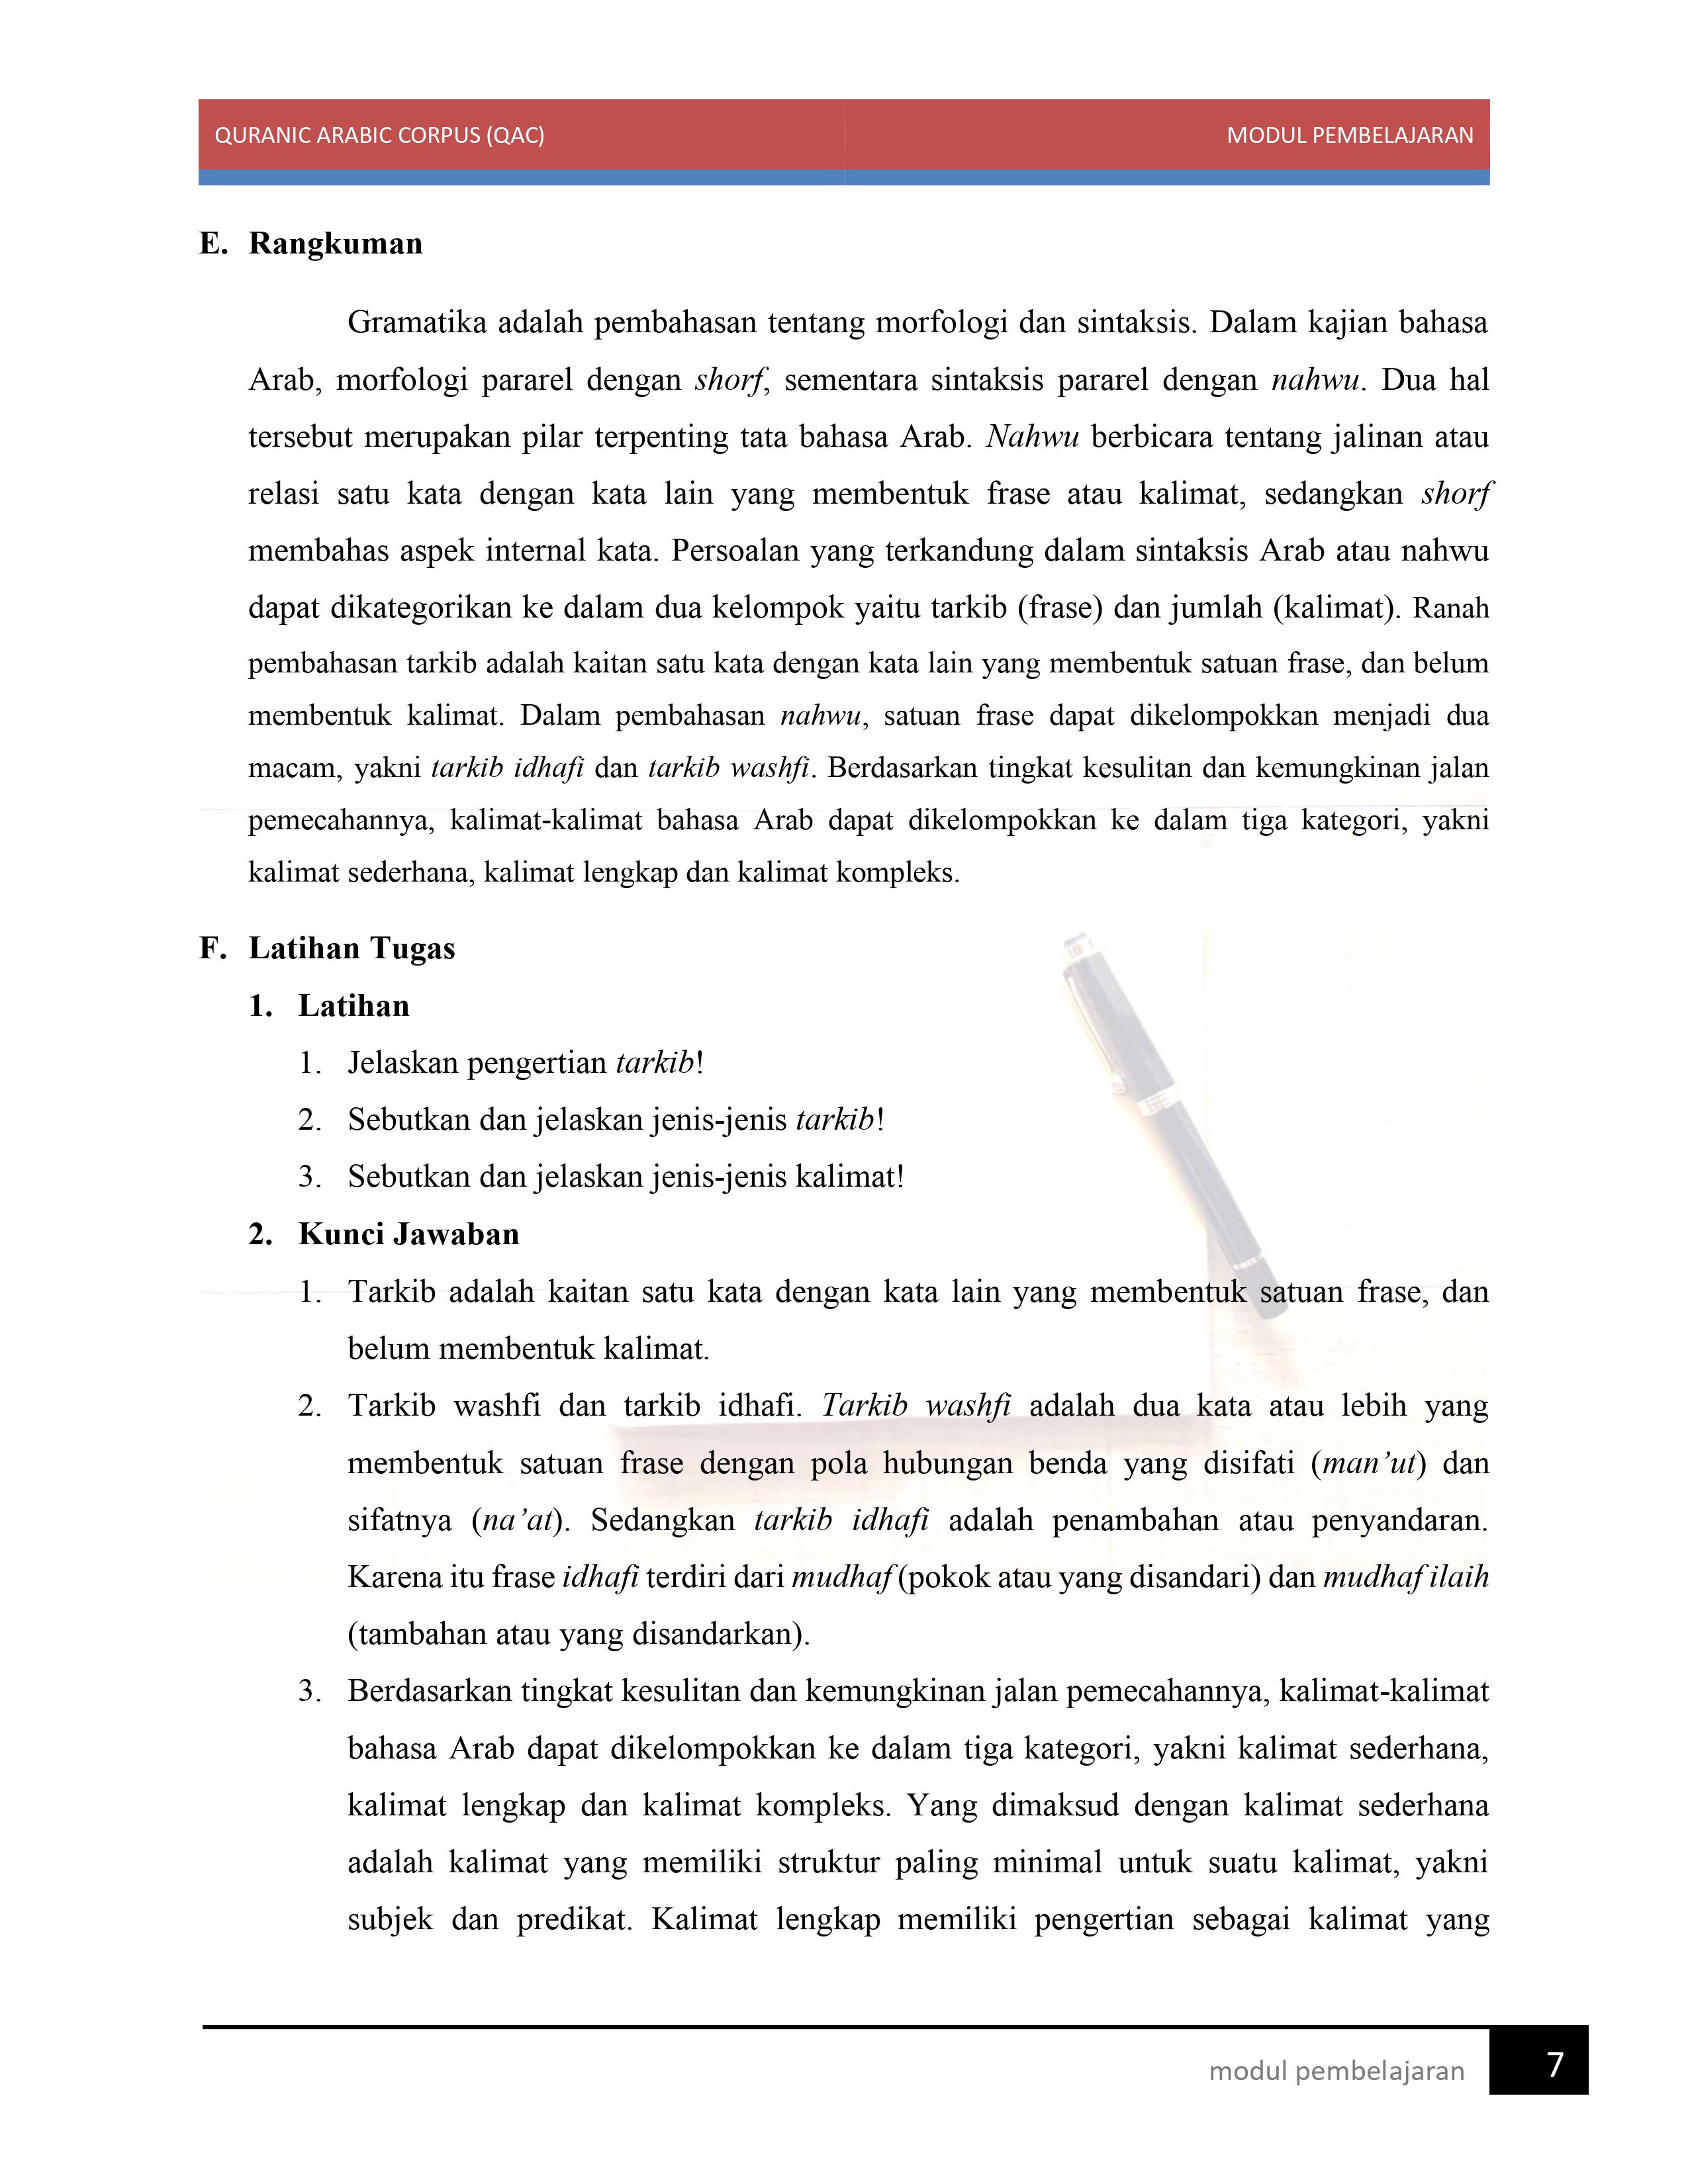 QURANIC ARABIC CORPUS (QAC) MODUL PEMBELAJARAN
E. Rangkuman
Gramatika adalah pembahasan tentang morfologi dan sintaksis. Dalam kajian bahasa
Arab, morfologi pararel dengan shorf, sementara sintaksis pararel dengan nahwu. Dua hal
tersebut merupakan pilar terpenting tata bahasa Arab. Nahwu berbicara tentang jalinan atau
relasi satu kata dengan kata lain yang membentuk frase atau kalimat, sedangkan shorf
membahas aspek internal kata. Persoalan yang terkandung dalam sintaksis Arab atau nahwu
dapat dikategorikan ke dalam dua kelompok yaitu tarkib (frase) dan jumlah (kalimat). Ranah
pembahasan tarkib adalah kaitan satu kata dengan kata lain yang membentuk satuan frase, dan belum
membentuk kalimat. Dalam pembahasan nahwu, satuan frase dapat dikelompokkan menjadi dua
macam, yakni tarkib idhafi dan tarkib washfi. Berdasarkan tingkat kesulitan dan kemungkinan jalan
pemecahannya, kalimat-kalimat bahasa Arab dapat dikelompokkan ke dalam tiga kategori, yakni
kalimat sederhana, kalimat lengkap dan kalimat kompleks.
F. Latihan Tugas
1. Latihan
1. Jelaskan pengertian tarkib!
2. Sebutkan dan jelaskan jenis-jenis tarkib!
3. Sebutkan dan jelaskan jenis-jenis kalimat!
2. Kunci Jawaban
1. Tarkib adalah kaitan satu kata dengan kata lain yang membentuk satuan frase, dan
belum membentuk kalimat.
2. Tarkib washfi dan tarkib idhafi. Tarkib washfi adalah dua kata atau lebih yang
membentuk satuan frase dengan pola hubungan benda yang disifati (man’ut) dan
sifatnya (na’at). Sedangkan tarkib idhafi adalah penambahan atau penyandaran.
Karena itu frase idhafi terdiri dari mudhaf (pokok atau yang disandari) dan mudhaf ilaih
(tambahan atau yang disandarkan).
3. Berdasarkan tingkat kesulitan dan kemungkinan jalan pemecahannya, kalimat-kalimat
bahasa Arab dapat dikelompokkan ke dalam tiga kategori, yakni kalimat sederhana,
kalimat lengkap dan kalimat kompleks. Yang dimaksud dengan kalimat sederhana
adalah kalimat yang memiliki struktur paling minimal untuk suatu kalimat, yakni
subjek dan predikat. Kalimat lengkap memiliki pengertian sebagai kalimat yang
modul pembelajaran 7